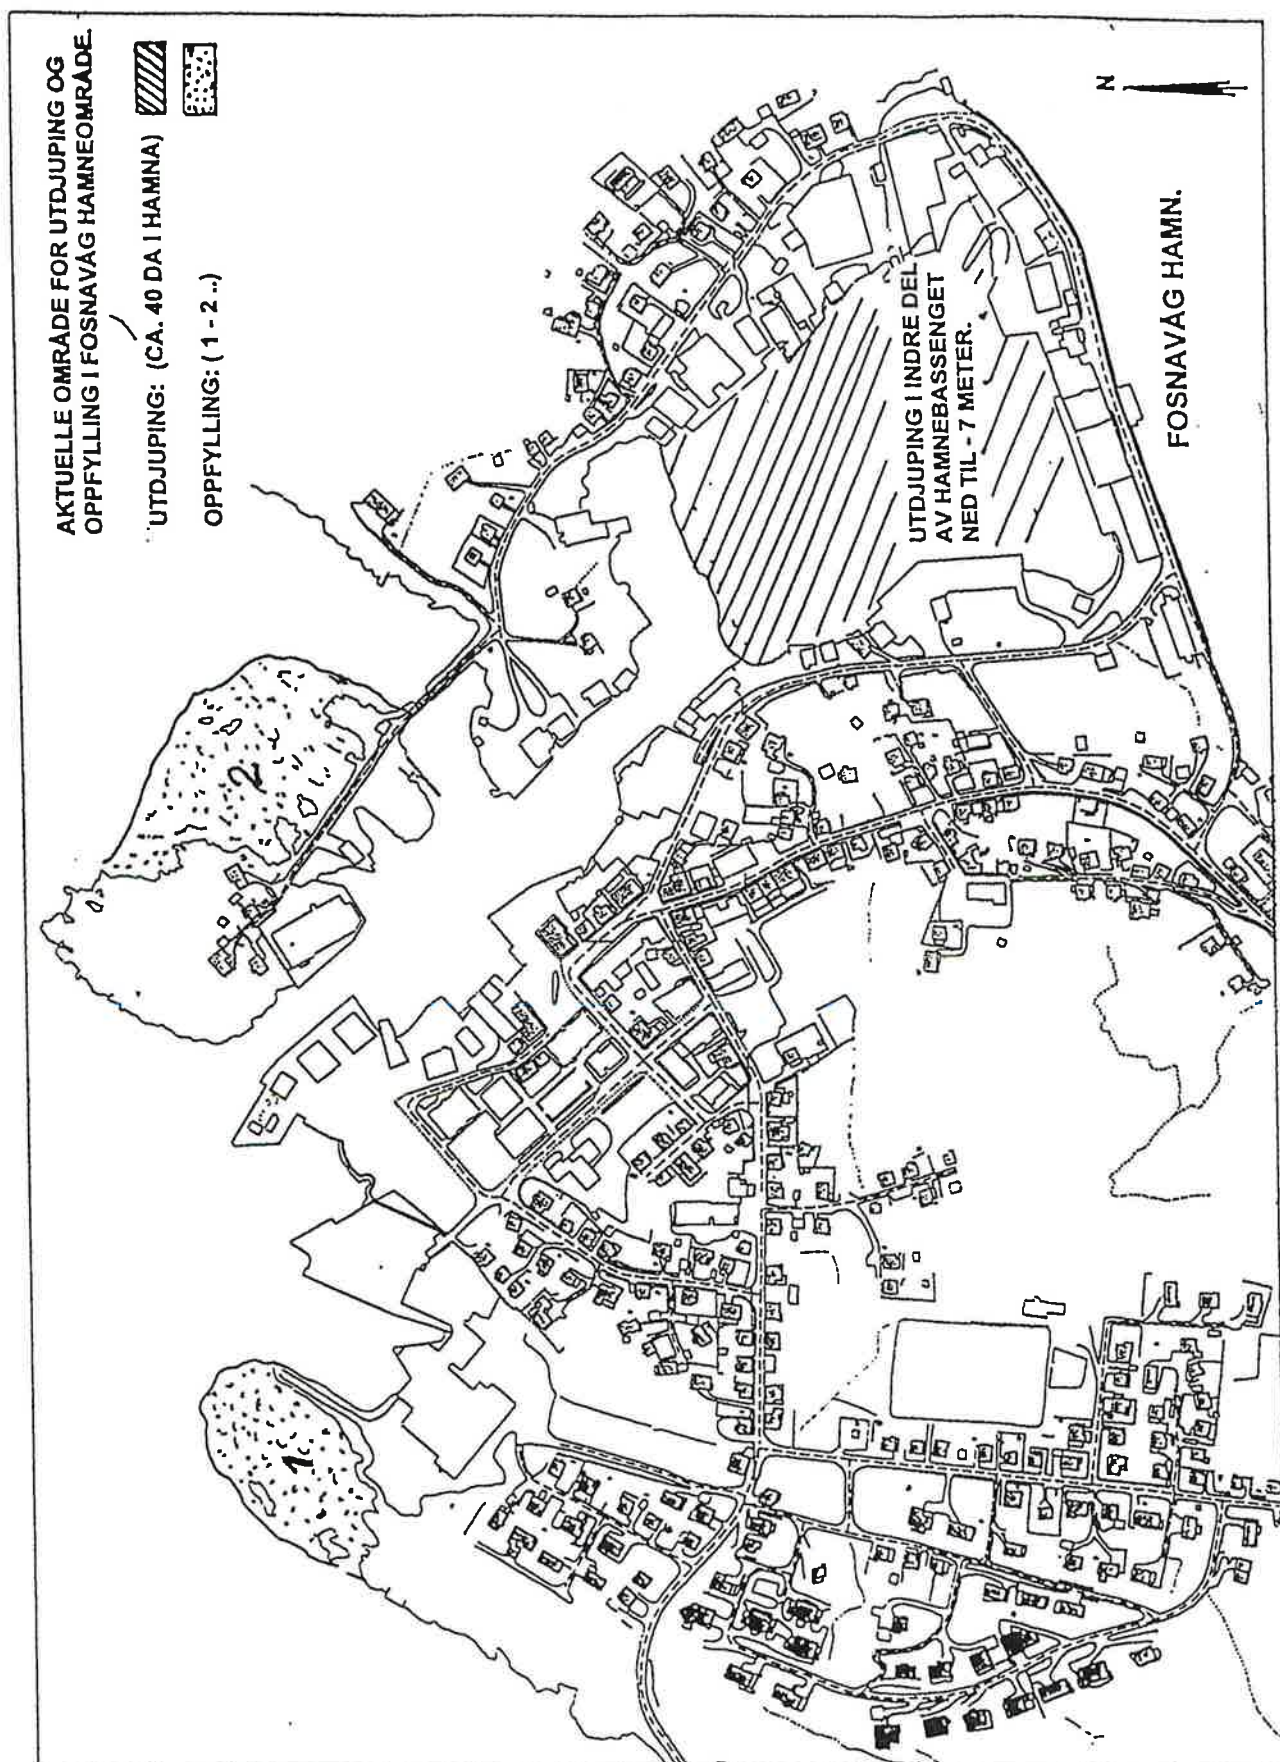 AKTUELLE OMRÅDE FOR UTDJUPING OG
OPPFYLLING I FOSNAVÅG HAMNEOMRÅDE.
UTDJUPING: (CA. 40 DA I HAMNA)
OPPFYLLING: (1 - 2 ..)
N
UTDJUPING I INDRE DEL
AV HAMNEBASSENGET
NED TIL - 7 METER.
FOSNAVÅG HAMN.
2
1